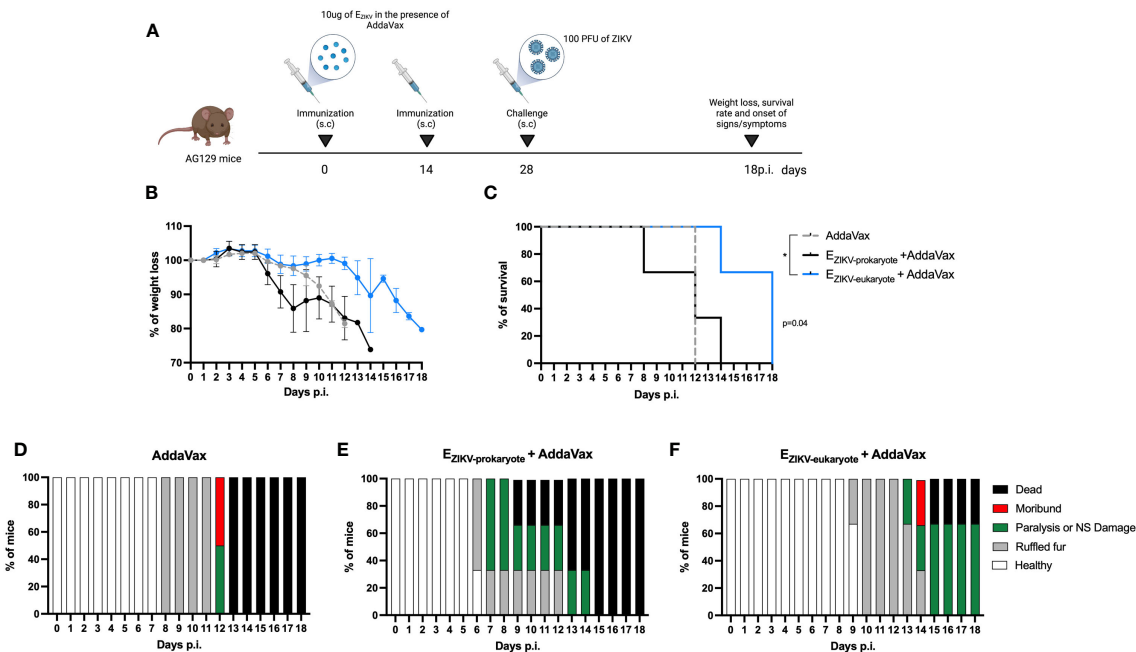 A
10ug of EZIKV in the presence of
AddaVax
100 PFU of ZIKV
Immunization
(s.c)
Immunization
(s.c)
Challenge
(s.c)
Weight loss, survival
rate and onset of
signs/symptoms
AG129 mice
0 14 28 18p.i. days
B
% of weight loss
110
100
90
80
70
0 1 2 3 4 5 6 7 8 9 10 11 12 13 14 15 16 17 18
Days p.i.
C
% of survival
100
80
60
40
20
0
0 1 2 3 4 5 6 7 8 9 10 11 12 13 14 15 16 17 18
Days p.i.
AddaVax
* EZIKV-prokaryote +AddaVax
EZIKV-eukaryote + AddaVax
p=0.04
D
AddaVax
% of mice
100
80
60
40
20
0
0 1 2 3 4 5 6 7 8 9 10 11 12 13 14 15 16 17 18
Days p.i.
E
EZIKV-prokaryote + AddaVax
% of mice
100
80
60
40
20
0
0 1 2 3 4 5 6 7 8 9 10 11 12 13 14 15 16 17 18
Days p.i.
F
EZIKV-eukaryote + AddaVax
% of mice
100
80
60
40
20
0
0 1 2 3 4 5 6 7 8 9 10 11 12 13 14 15 16 17 18
Days p.i.
Dead
Moribund
Paralysis or NS Damage
Ruffled fur
Healthy